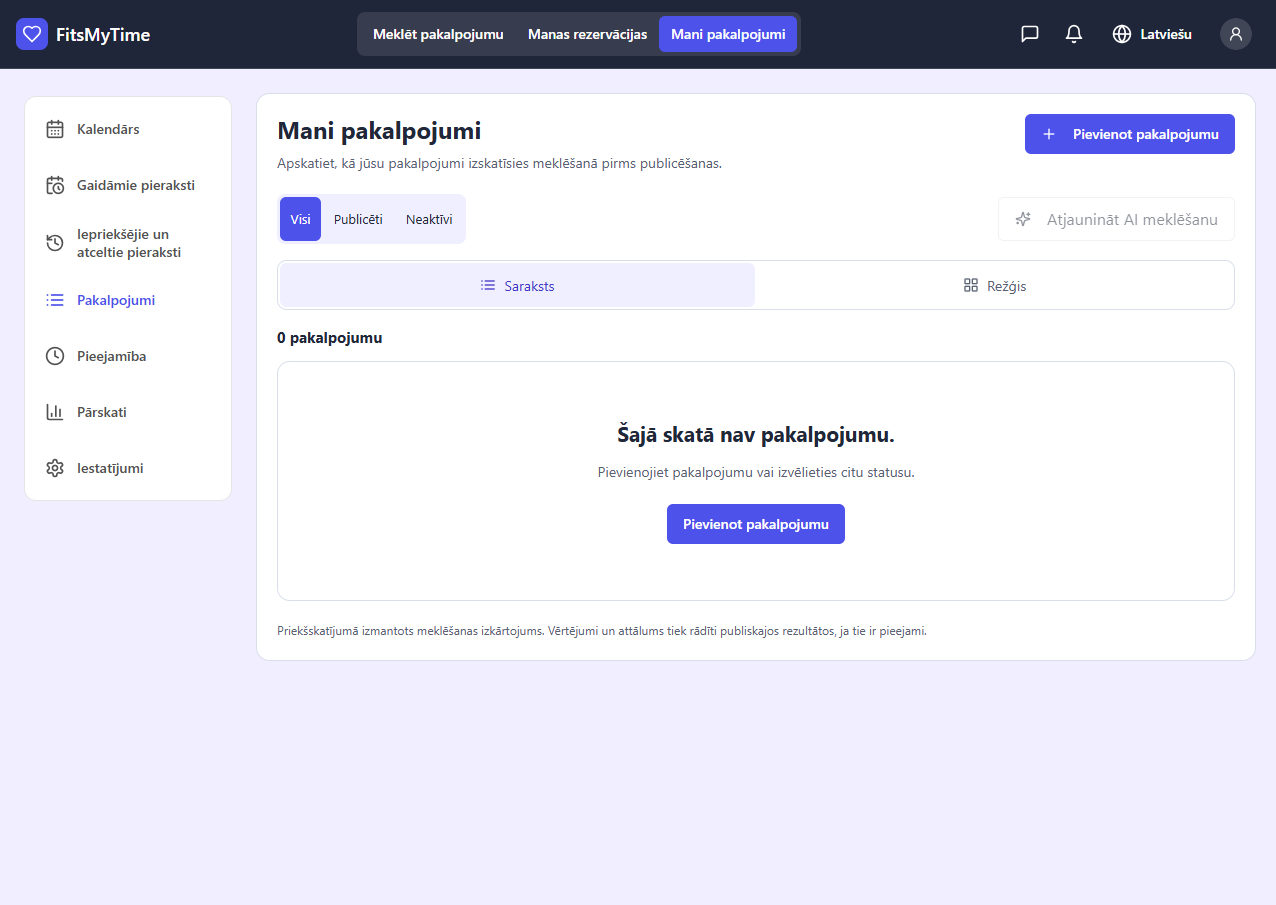 FitsMyTime
Meklēt pakalpojumu
Manas rezervācijas
Mani pakalpojumi
Latviešu
Kalendārs
Gaidāmie pieraksti
Iepriekšējie un
atceltie pieraksti
Pakalpojumi
Pieejamība
Pārskati
Iestatījumi
Mani pakalpojumi
Apskatiet, kā jūsu pakalpojumi izskatīsies meklēšanā pirms publicēšanas.
Pievienot pakalpojumu
Visi
Publicēti
Neaktīvi
Atjaunināt AI meklēšanu
Saraksts
Režģis
0 pakalpojumu
Šajā skatā nav pakalpojumu.
Pievienojiet pakalpojumu vai izvēlieties citu statusu.
Pievienot pakalpojumu
Priekšskatījumā izmantots meklēšanas izkārtojums. Vērtējumi un attālums tiek rādīti publiskajos rezultātos, ja tie ir pieejami.